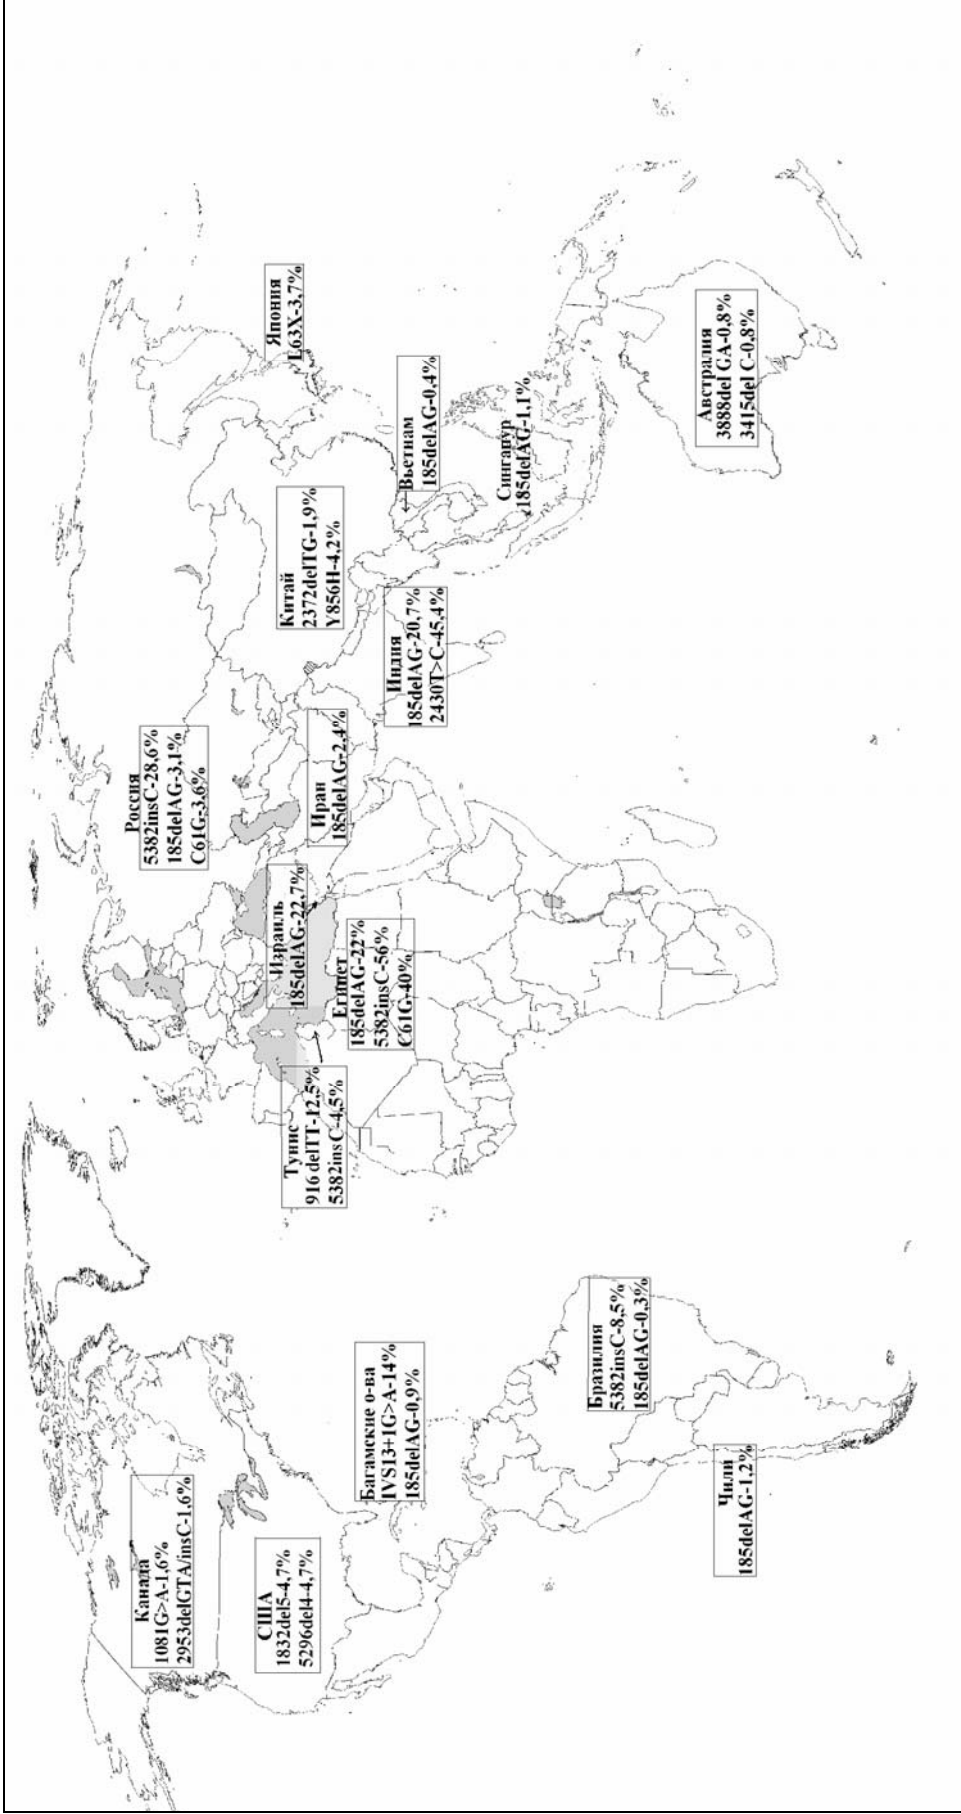 Канада
1081G>A-1,6%
2953delGTA/insC-1,6%
США
1832del5-4,7%
5296del4-4,7%
Багамские о-ва
IVS13+1G>A-14%
185delAG-0,9%
Бразилия
5382insC-8,5%
185delAG-0,3%
Чили
185delAG-1,2%
Тунис
916 delTT-12,5%
5382insC-4,5%
Россия
5382insC-28,6%
185delAG-3,1%
C61G-3,6%
Израиль
185delAG-22,7%
Египет
185delAG-22%
5382insC-56%
C61G-40%
Иран
185delAG-2,4%
Китай
2372delTG-1,9%
Y856H-4,2%
Индия
185delAG-20,7%
2430T>C-45,4%
Япония
L63X-3,7%
Вьетнам
185delAG-0,4%
Сингапур
185delAG-1,1%
Австралия
3888del GA-0,8%
3415del C-0,8%